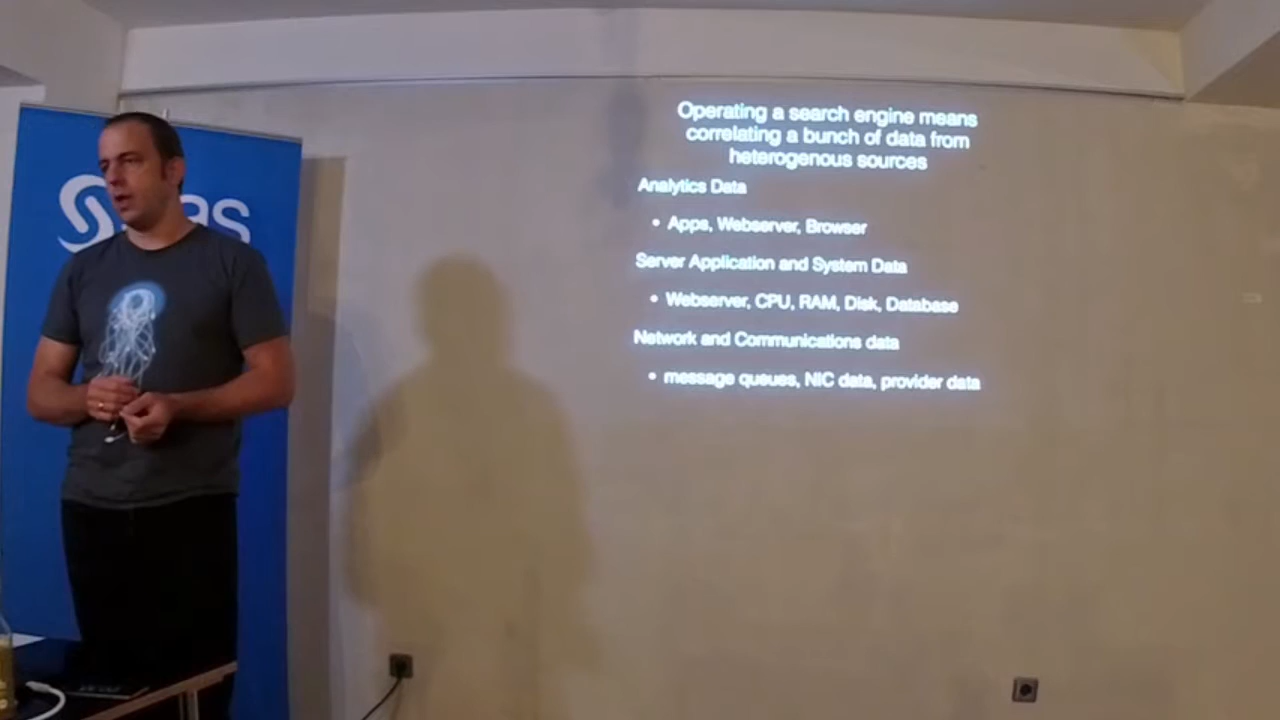 sas
Operating a search engine means
correlating a bunch of data from
heterogenous sources
Analytics Data
• Apps, Webserver, Browser
Server Application and System Data
• Webserver, CPU, RAM, Disk, Database
Network and Communications data
• message queues, NIC data, provider data